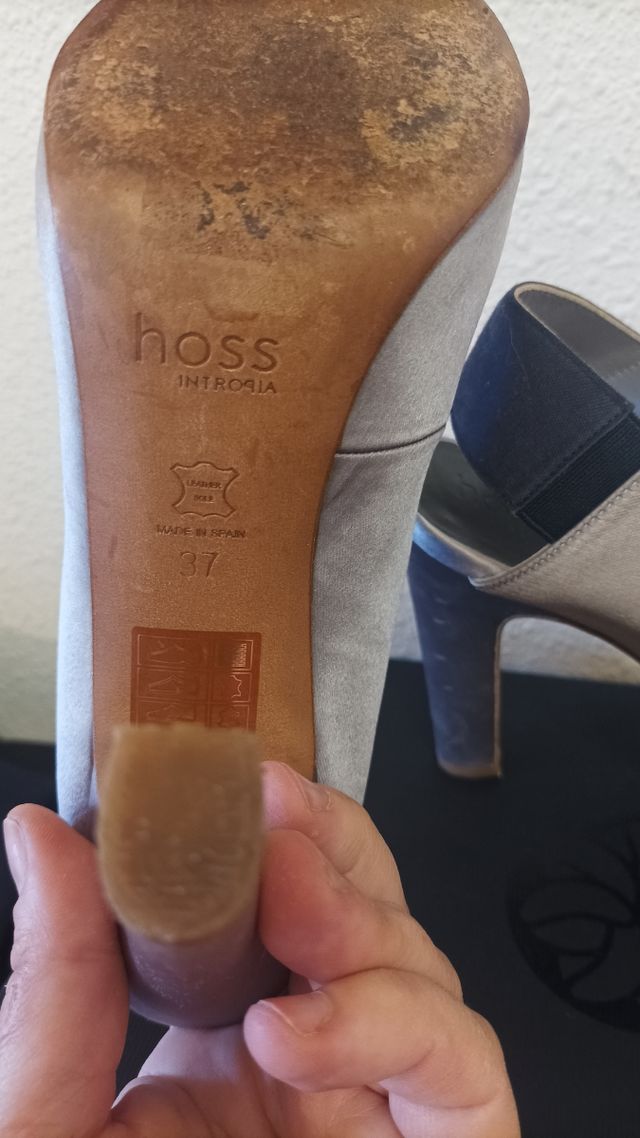 hoss
INTROPIA
LEATHER
SOLE
MADE IN SPAIN
37